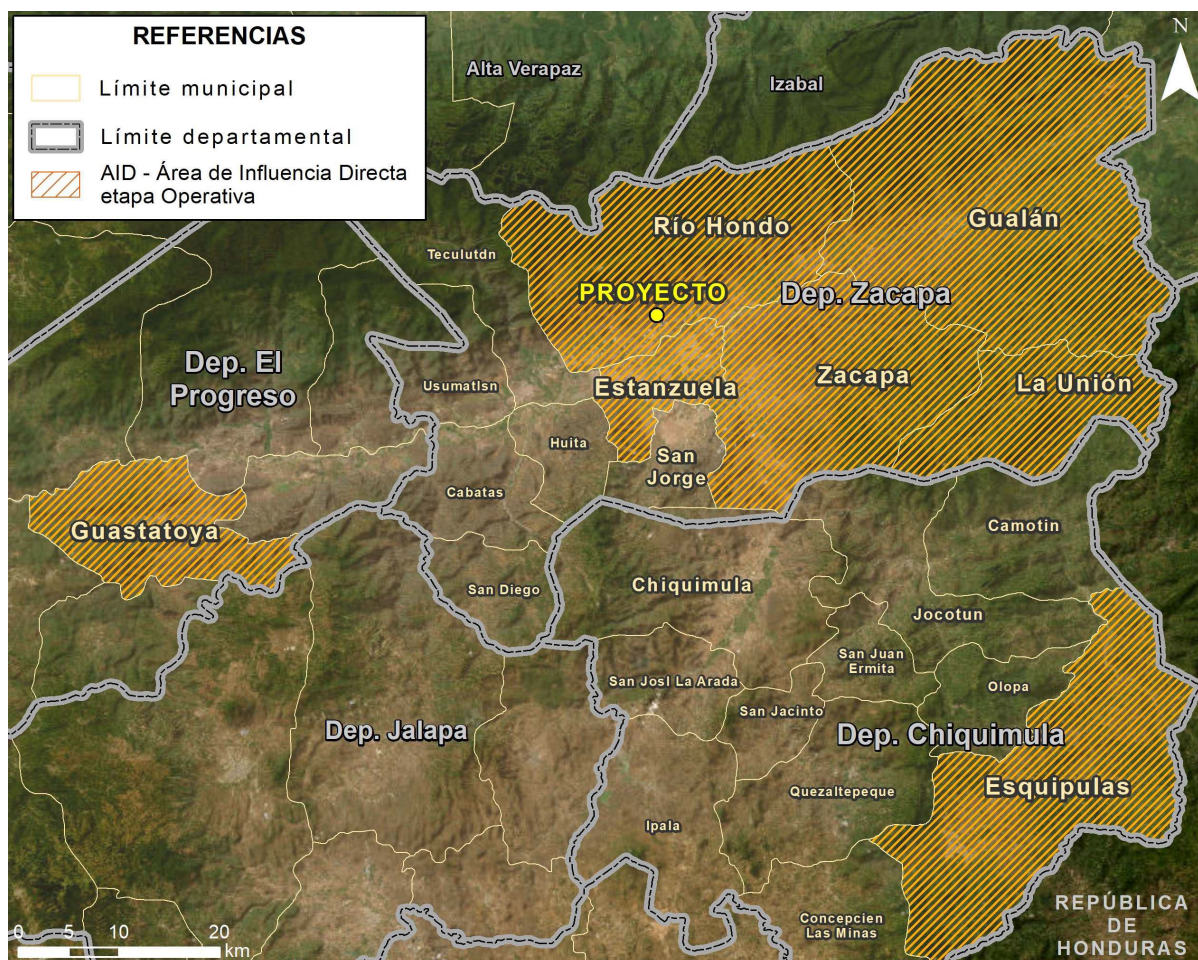 REFERENCIAS
Límite municipal
Límite departamental
AID - Área de Influencia Directa
etapa Operativa
N
Alta Verapaz
Izabal
Río Hondo
Gualán
Teculutdn
PROYECTO
Dep. Zacapa
Dep. El
Progreso
Usumatlsn
Estanzuela
Zacapa
La Unión
Huita
San
Jorge
Cabatas
Guastatoya
Camotin
San Diego
Chiquimula
Jocotun
San Juan
Ermita
San Josl La Arada
Olopa
San Jacinto
Dep. Jalapa
Dep. Chiquimula
Quezaltepeque
Esquipulas
Ipala
Concepcien
Las Minas
REPÚBLICA
DE
HONDURAS
0 5 10 20
km